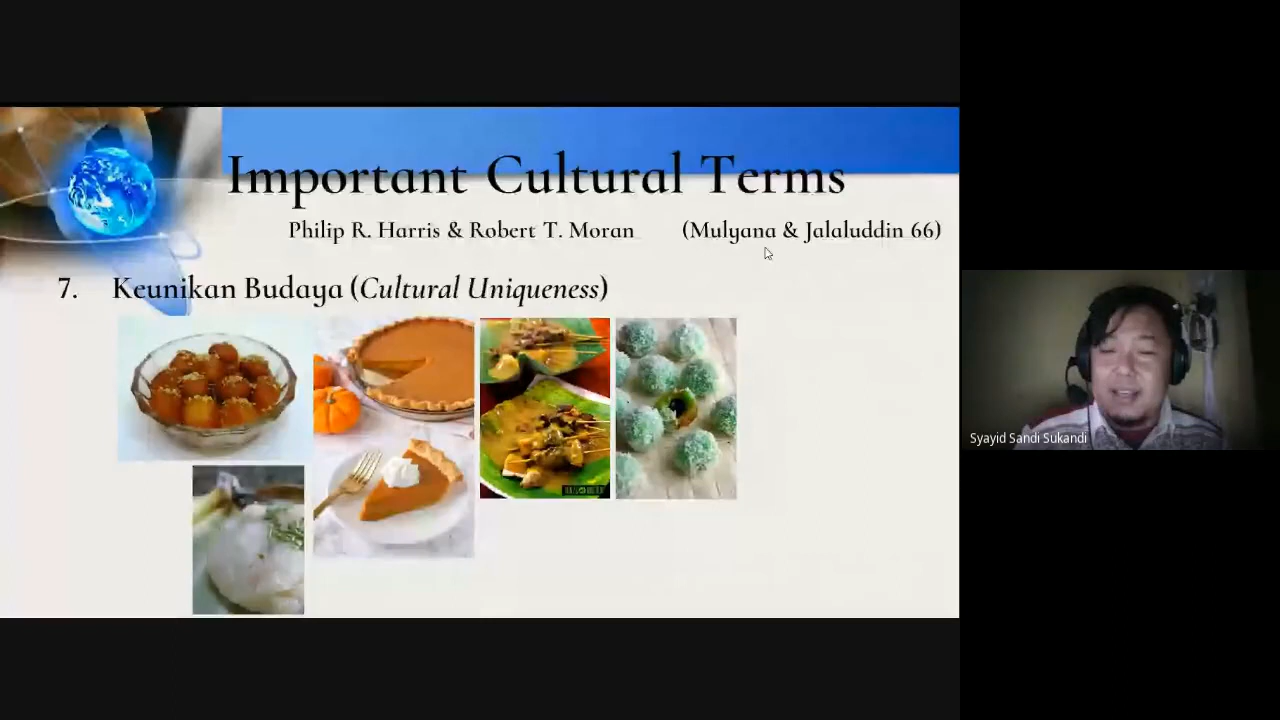 Important Cultural Terms
Philip R. Harris & Robert T. Moran (Mulyana & Jalaluddin 66)
7. Keunikan Budaya (Cultural Uniqueness)
Syayid Sandi Sukandi